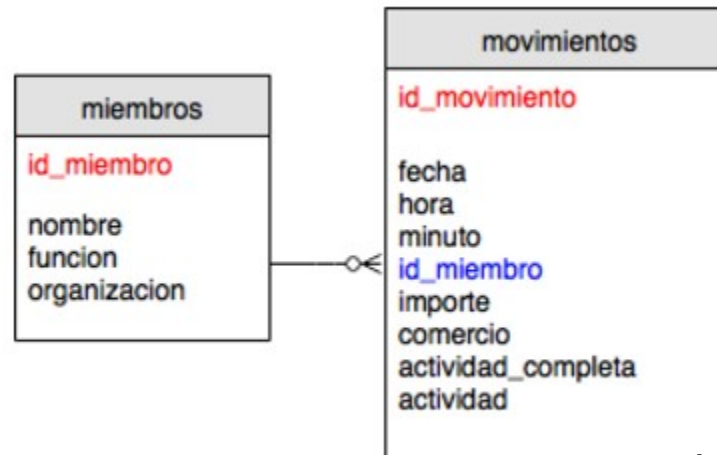 miembros
id_miembro
nombre
funcion
organizacion
movimientos
id_movimiento
fecha
hora
minuto
id_miembro
importe
comercio
actividad_completa
actividad